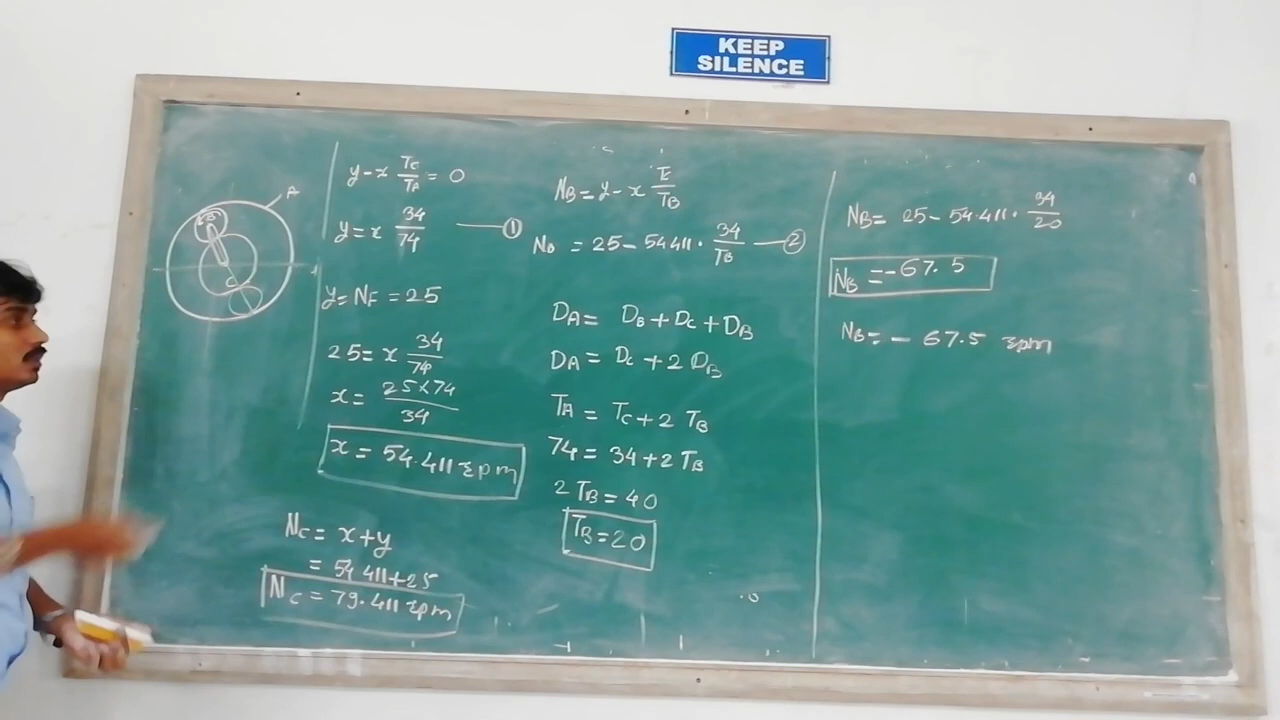 KEEP
SILENCE
A
B
C
y - x TC/TA = 0
y = x 34/74 — ①
y = NF = 25
25 = x 34/74
x = 25×74/34
x = 54.411 rpm
NC = x+y
= 54.411+25
NC = 79.411 rpm
NB = y - x TC/TB
NB = 25 - 54.411 · 34/TB — ②
DA = DB + DC + DB
DA = DC + 2 DB
TA = TC + 2 TB
74 = 34 + 2 TB
2 TB = 40
TB = 20
NB = 25 - 54.411 · 34/20
NB = -67.5
NB = - 67.5 rpm